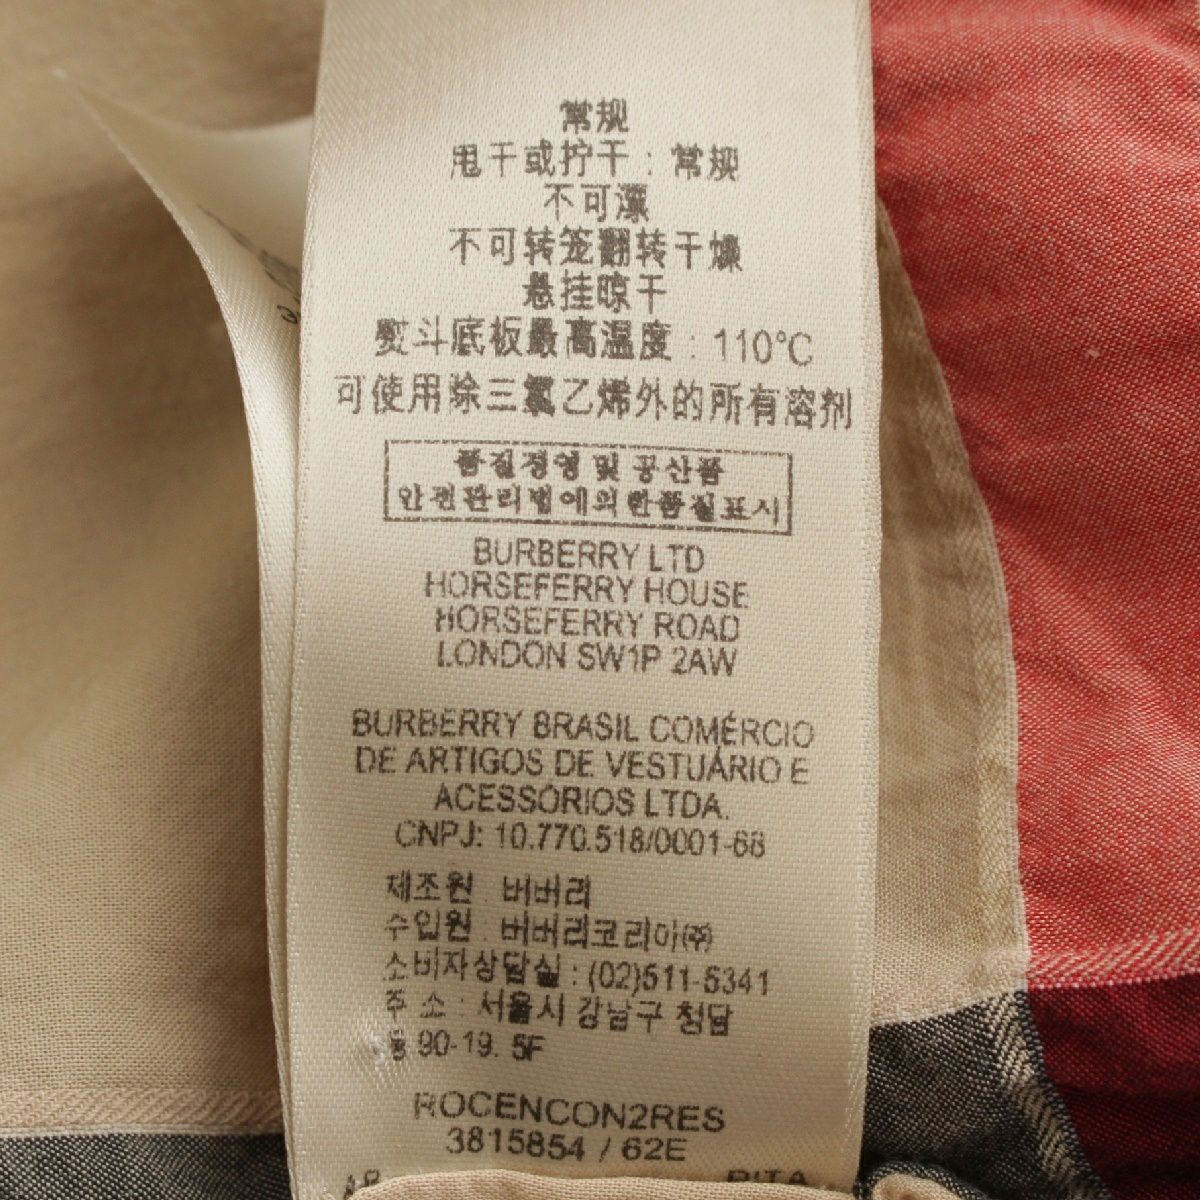 常规
甩干或拧干：常规
不可漂
不可转笼翻转干燥
悬挂晾干
熨斗底板最高温度：110°C
可使用除三氯乙烯外的所有溶剂
품질경영 및 공산품
안전관리법에의한품질표시
BURBERRY LTD
HORSEFERRY HOUSE
HORSEFERRY ROAD
LONDON SW1P 2AW
BURBERRY BRASIL COMÉRCIO
DE ARTIGOS DE VESTUÁRIO E
ACESSÓRIOS LTDA.
CNPJ: 10.770.518/0001-68
제조원 : 버버리
수입원 : 버버리코리아㈜
소비자상담실 : (02)511-5341
주 소 : 서울시 강남구 청담
동 90-19. 5F
ROCENCON2RES
3815854 / 62E